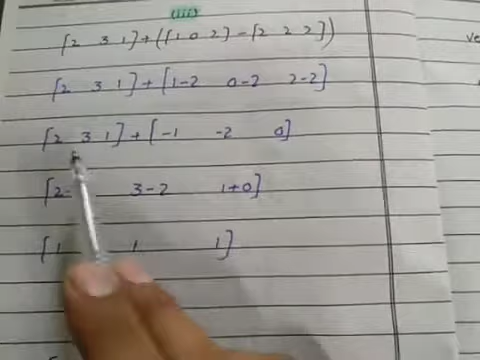 (iii)
[2 3 1] + ([1 0 2] - [2 2 2])
[2 3 1] + [1-2 0-2 2-2]
[2 3 1] + [-1 -2 0]
[2- 3-2 1+0]
[1 1 1]